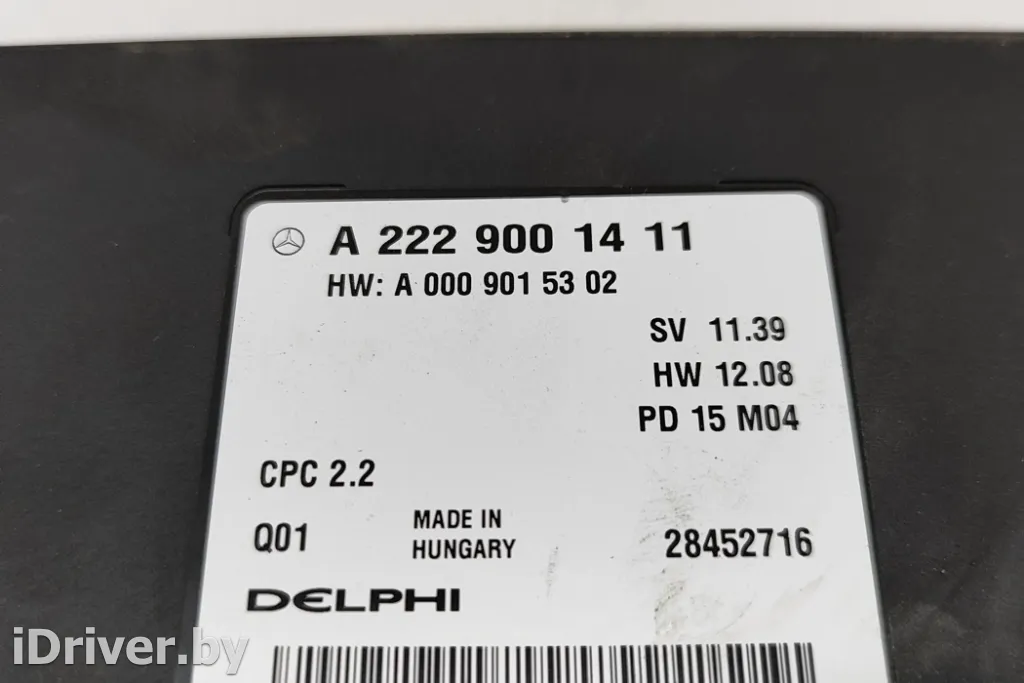 A 222 900 14 11
HW: A 000 901 53 02
SV 11.39
HW 12.08
PD 15 M04
CPC 2.2
Q01
MADE IN
HUNGARY
28452716
DELPHI
iDriver.by